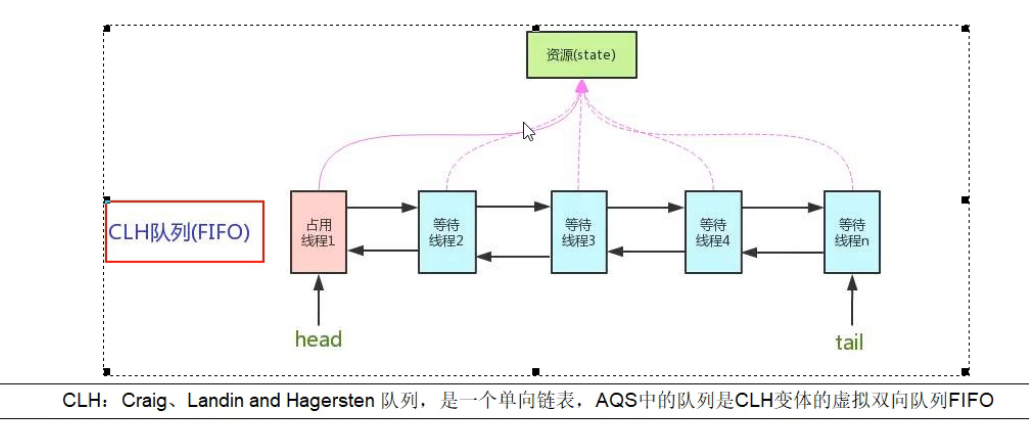 资源(state)
CLH队列(FIFO)
占用
线程1
等待
线程2
等待
线程3
等待
线程4
等待
线程n
head
tail
CLH：Craig、Landin and Hagersten 队列，是一个单向链表，AQS中的队列是CLH变体的虚拟双向队列FIFO